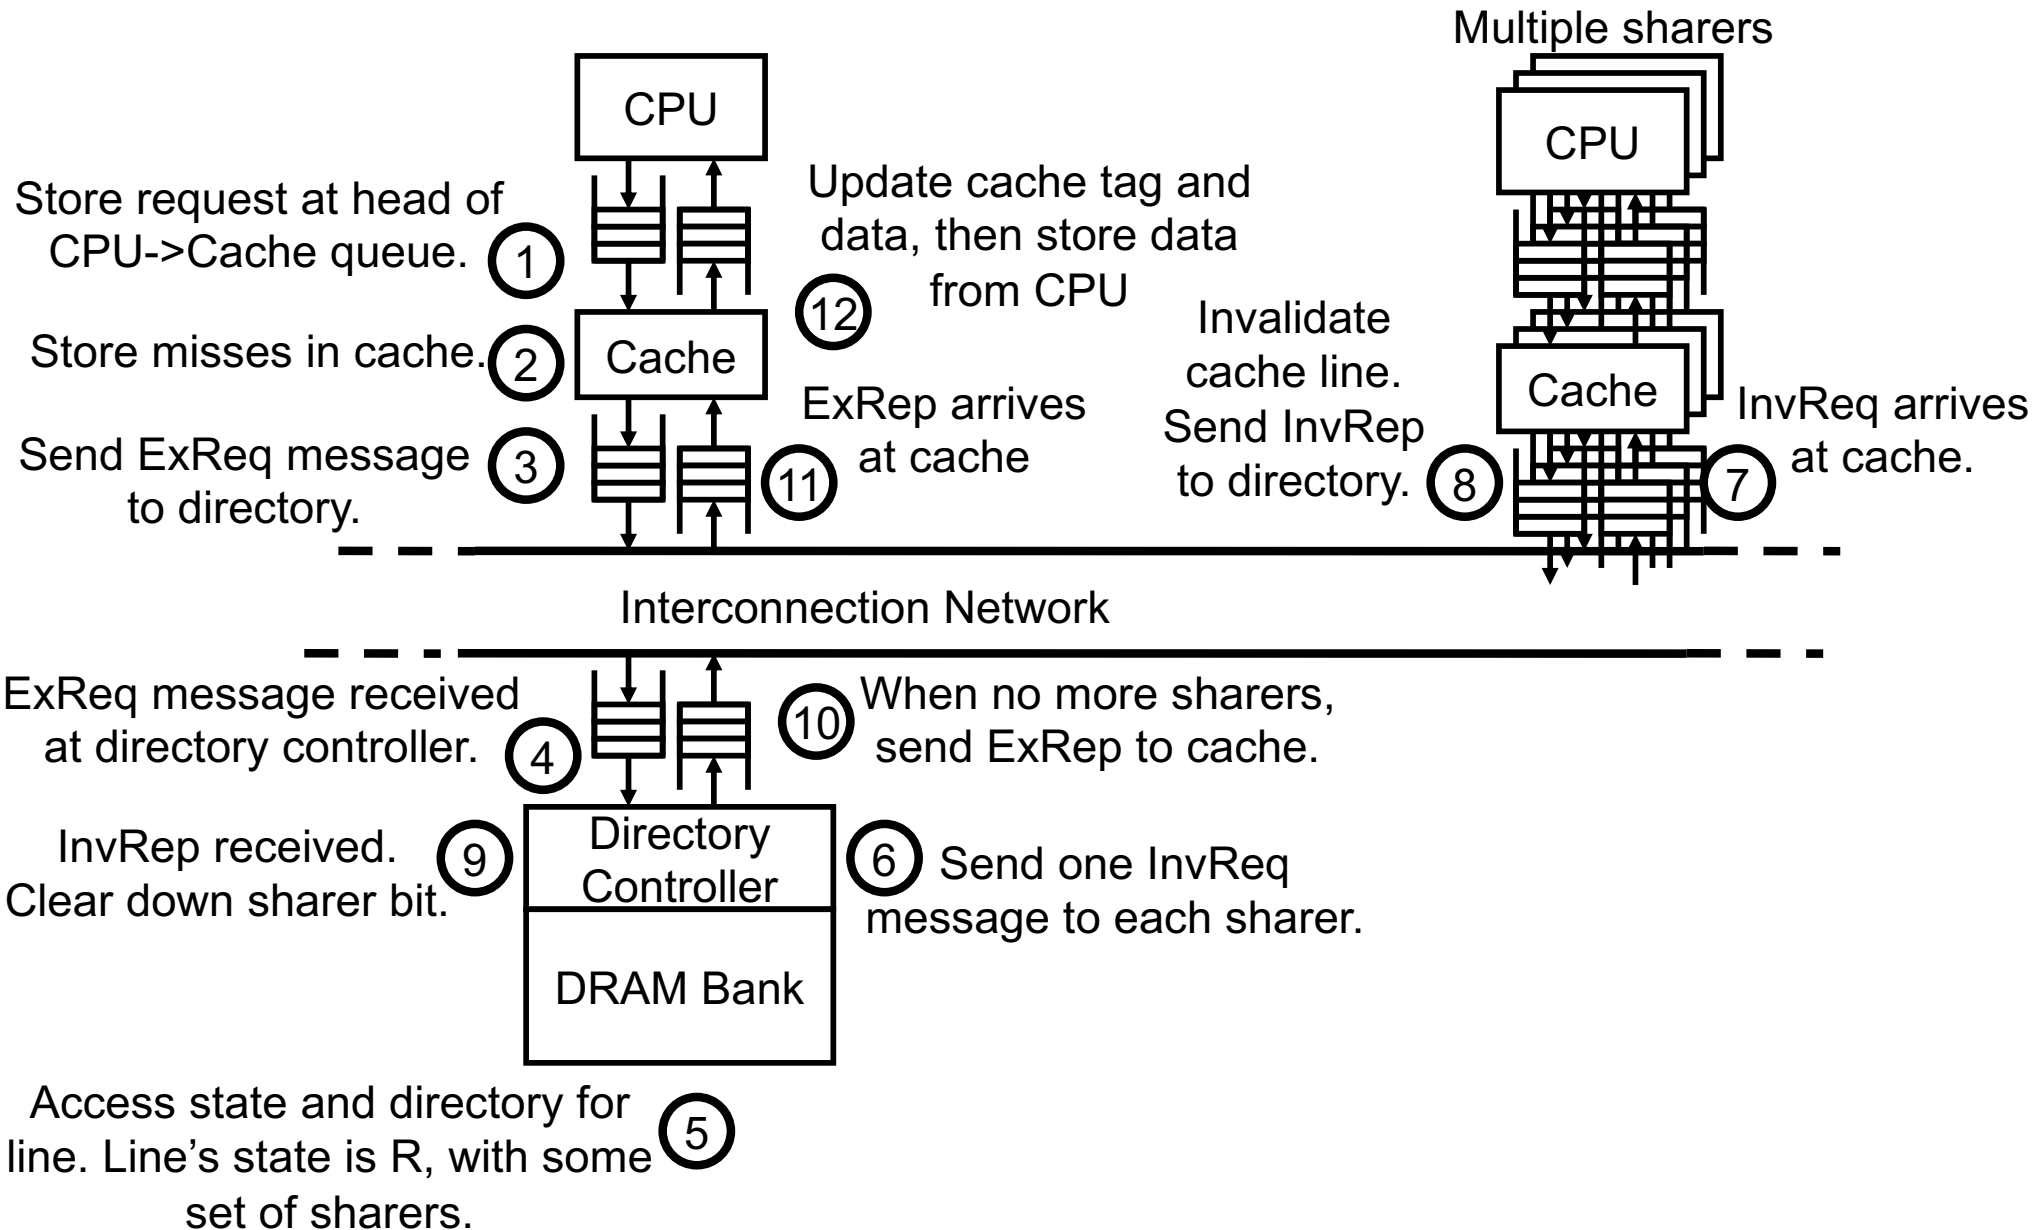 Multiple sharers
CPU
CPU
Store request at head of
CPU->Cache queue.
1
Update cache tag and
data, then store data
from CPU
12
Store misses in cache.
2
Cache
Invalidate
cache line.
Send InvRep
to directory.
8
Cache
InvReq arrives
at cache.
7
Send ExReq message
to directory.
3
ExRep arrives
at cache
11
Interconnection Network
ExReq message received
at directory controller.
4
10
When no more sharers,
send ExRep to cache.
InvRep received.
Clear down sharer bit.
9
Directory
Controller
6
Send one InvReq
message to each sharer.
DRAM Bank
Access state and directory for
line. Line's state is R, with some
set of sharers.
5